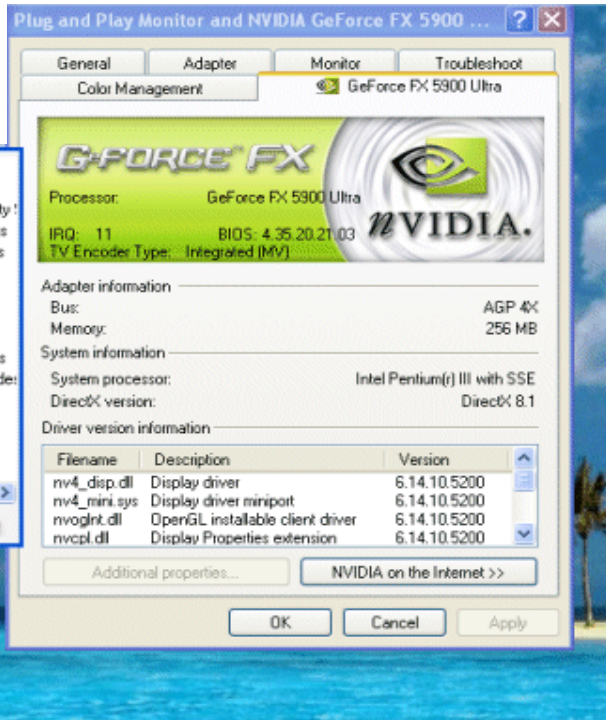 Plug and Play Monitor and NVIDIA GeForce FX 5900 ...
General Adapter Monitor Troubleshoot
Color Management GeForce FX 5900 Ultra
GEFORCE FX
Processor: GeForce FX 5900 Ultra
IRQ: 11 BIOS: 4.35.20.21.03
TV Encoder Type: Integrated (MV)
NVIDIA.
Adapter information
Bus: AGP 4X
Memory: 256 MB
System information
System processor: Intel Pentium(r) III with SSE
DirectX version: DirectX 8.1
Driver version information
Filename Description Version
nv4_disp.dll Display driver 6.14.10.5200
nv4_mini.sys Display driver miniport 6.14.10.5200
nvoglnt.dll OpenGL installable client driver 6.14.10.5200
nvcpl.dll Display Properties extension 6.14.10.5200
Additional properties... NVIDIA on the Internet >>
OK Cancel Apply